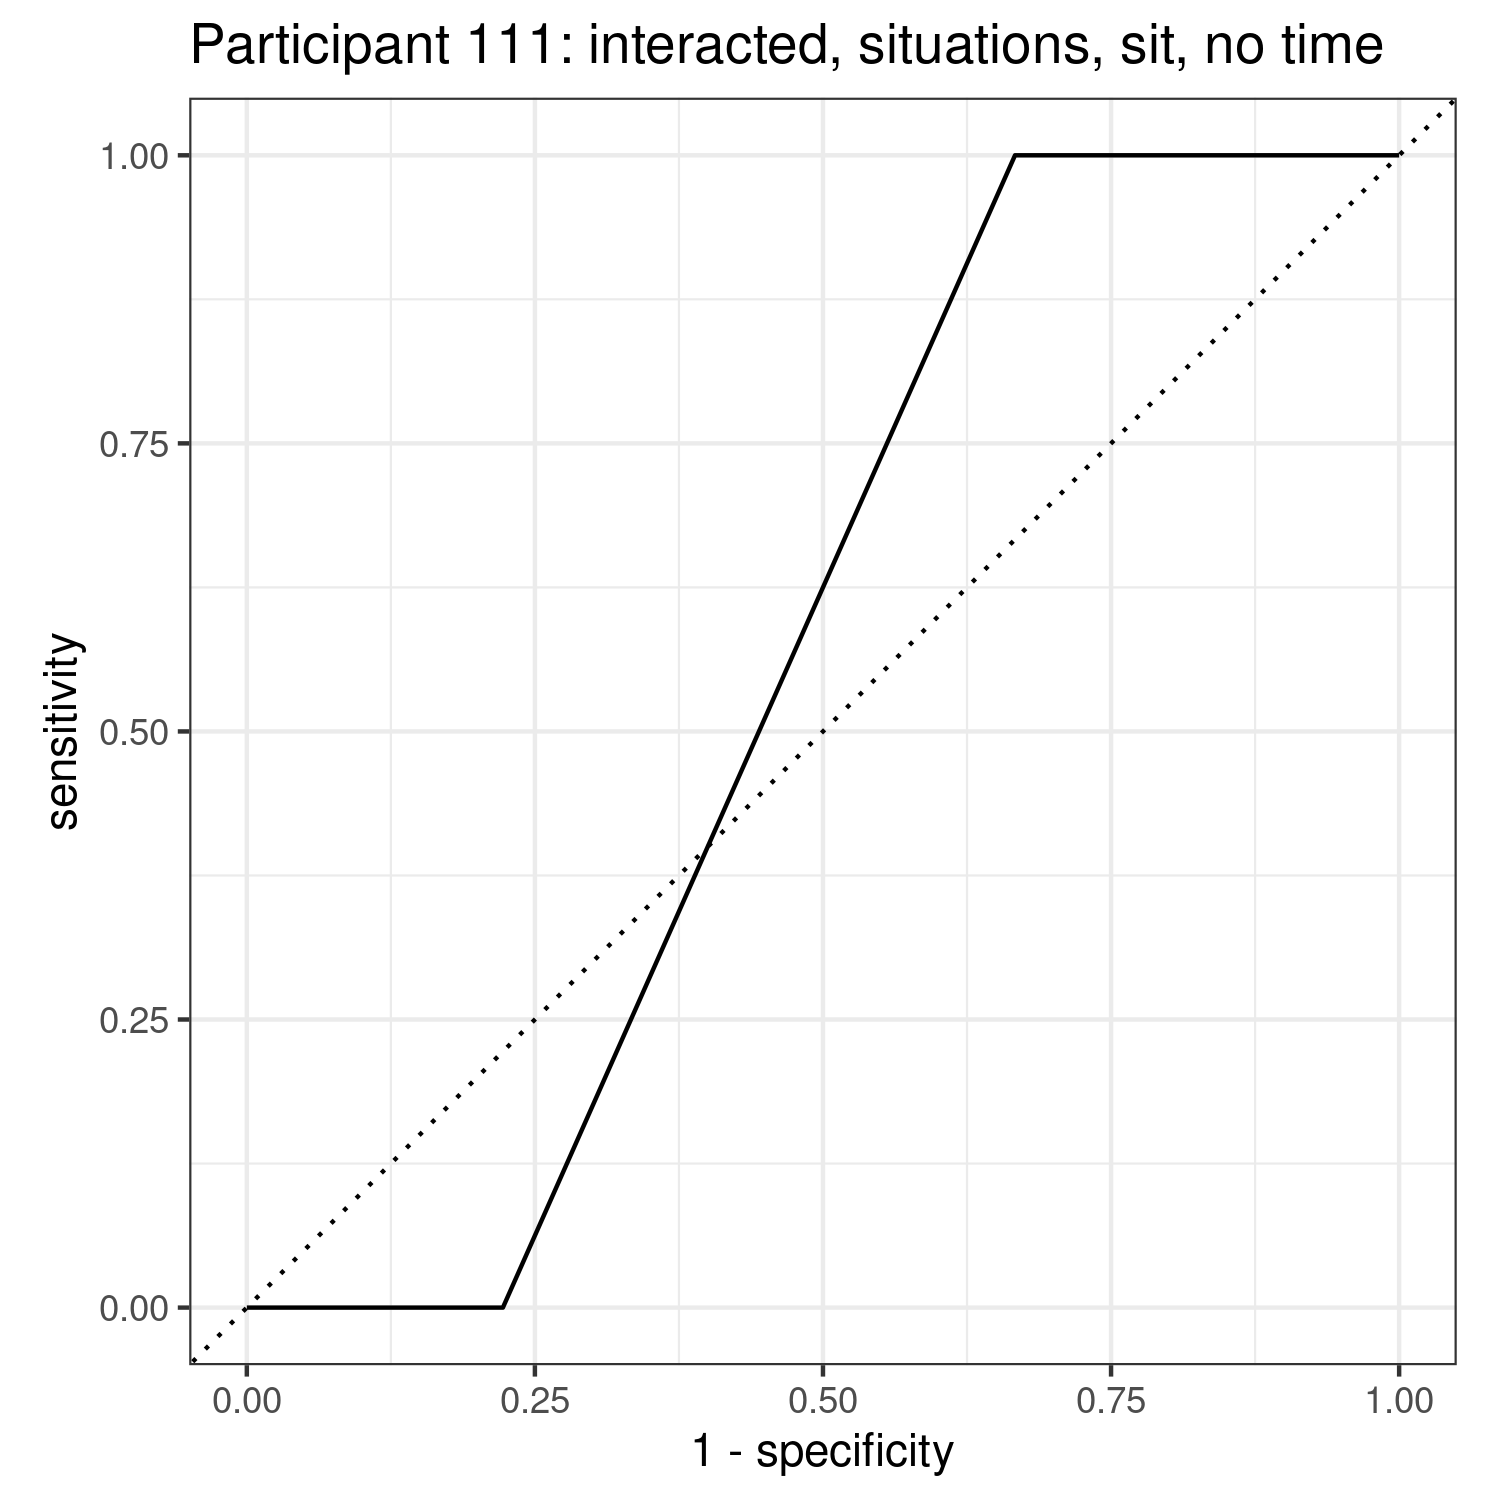 Participant 111: interacted, situations, sit, no time
sensitivity
1.00
0.75
0.50
0.25
0.00
0.00 0.25 0.50 0.75 1.00
1 - specificity